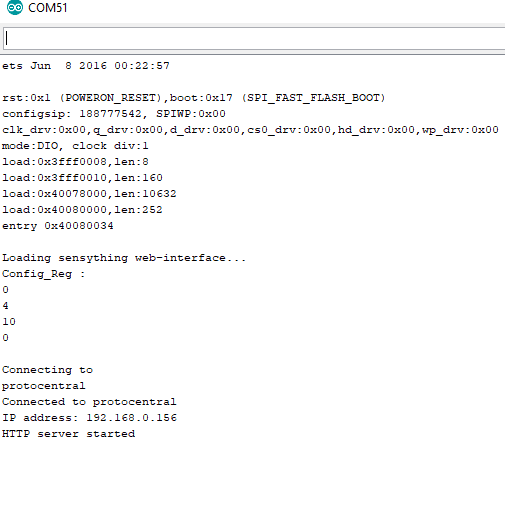 COM51
ets Jun  8 2016 00:22:57
rst:0x1 (POWERON_RESET),boot:0x17 (SPI_FAST_FLASH_BOOT)
configsip: 188777542, SPIWP:0x00
clk_drv:0x00,q_drv:0x00,d_drv:0x00,cs0_drv:0x00,hd_drv:0x00,wp_drv:0x00
mode:DIO, clock div:1
load:0x3fff0008,len:8
load:0x3fff0010,len:160
load:0x40078000,len:10632
load:0x40080000,len:252
entry 0x40080034
Loading sensything web-interface...
Config_Reg :
0
4
10
0
Connecting to
protocentral
Connected to protocentral
IP address: 192.168.0.156
HTTP server started